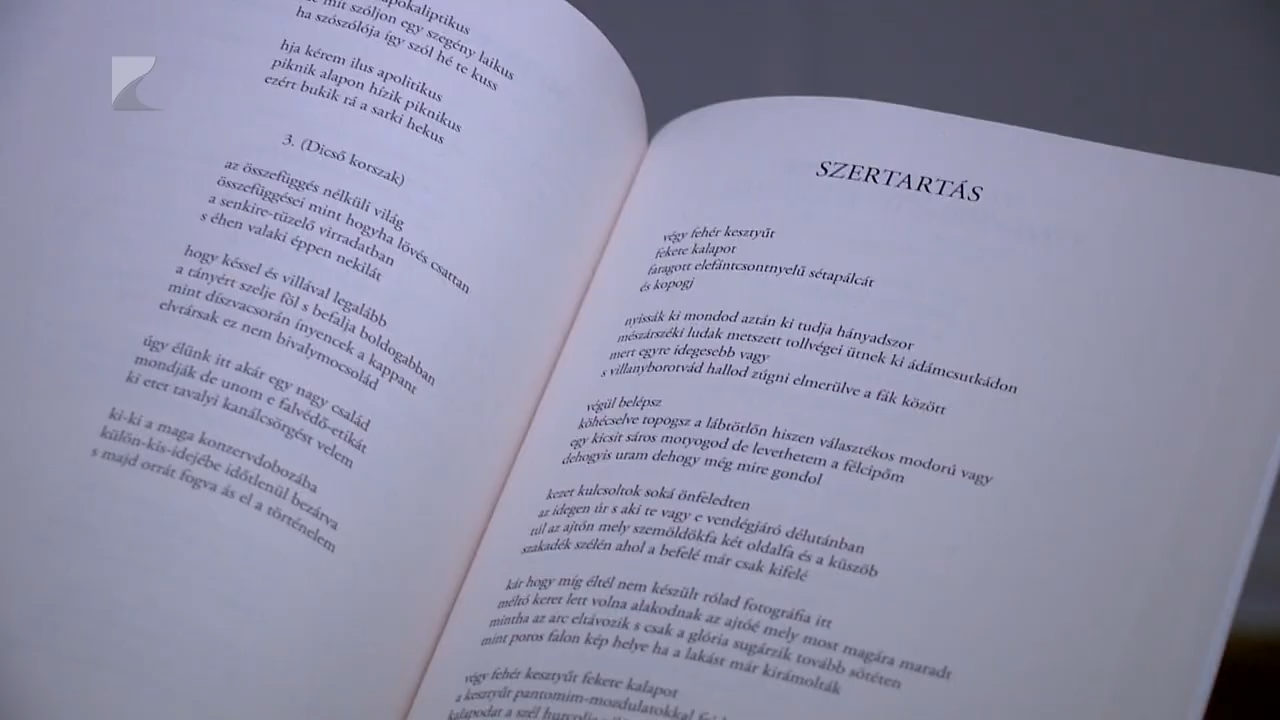 apokaliptikus
mit szóljon egy szegény laikus
ha szószólója így szól hé te kuss
hja kérem ilus apolitikus
piknik alapon hízik piknikus
ezért bukik rá a sarki hekus
3. (Dicső korszak)
az összefüggés nélküli világ
összefüggései mint hogyha lövés csattan
a senkire-tüzelő virradatban
s éhen valaki éppen nekilát
hogy késsel és villával legalább
a tányért szelje föl s befalja boldogabban
mint díszvacsorán ínyencek a kappant
elvtársak ez nem bivalymocsolád
úgy élünk itt akár egy nagy család
mondják de unom e falvédő-etikát
ki etet tavalyi kanálcsörgést velem
ki-ki a maga konzervdobozába
külön-kis-idejébe időtlenül bezárva
s majd orrát fogva ás el a történelem
SZERTARTÁS
végy fehér kesztyűt
fekete kalapot
faragott elefántcsontnyelű sétapálcát
és kopogj
nyissák ki mondod aztán ki tudja hányadszor
mészárszéki ludak metszett tollvégei ütnek ki ádámcsutkádon
mert egyre idegesebb vagy
s villanyborotvád hallod zúgni elmerülve a fák között
végül belépsz
köhécselve topogsz a lábtörlőn hiszen választékos modorú vagy
egy kicsit sáros motyogod de levethetem a félcipőm
dehogyis uram dehogy még mire gondol
kezet kulcsoltok soká önfeledten
az idegen úr s aki te vagy e vendégjáró délutánban
túl az ajtón mely szemöldökfa két oldalfa és a küszöb
szakadék szélén ahol a befelé már csak kifelé
kár hogy míg éltél nem készült rólad fotográfia itt
méltó keret lett volna alakodnak az ajtóé mely most magára maradt
mintha az arc eltávozik s csak a glória sugárzik tovább sötéten
mint poros falon kép helye ha a lakást már kirámolták
végy fehér kesztyűt fekete kalapot
a kesztyűt pantomim-mozdulatokkal
kalapodat a szél